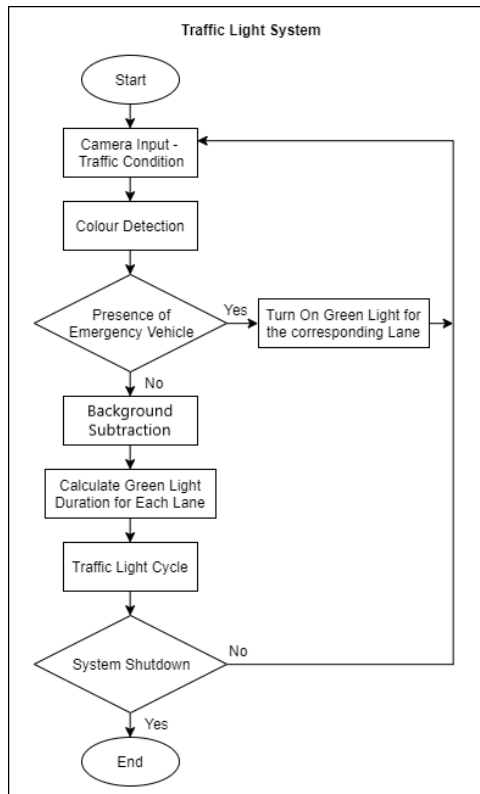 Traffic Light System
Start
Camera Input -
Traffic Condition
Colour Detection
Presence of
Emergency Vehicle
Yes
Turn On Green Light for
the corresponding Lane
No
Background
Subtraction
Calculate Green Light
Duration for Each Lane
Traffic Light Cycle
System Shutdown
No
Yes
End